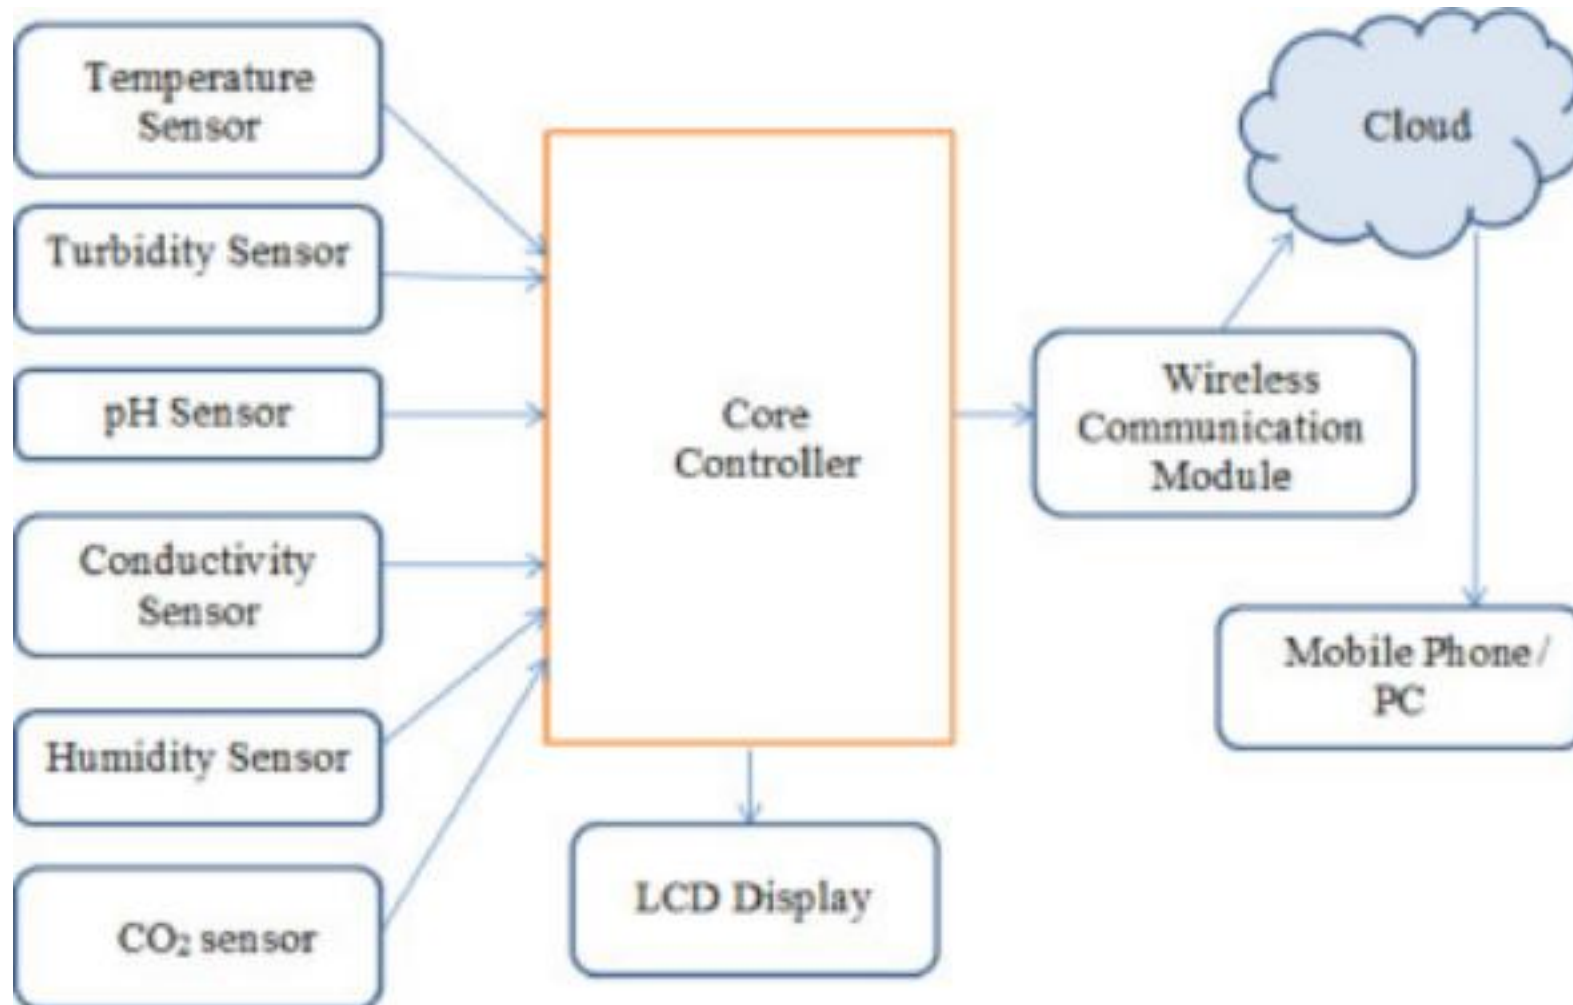 Temperature
Sensor
Turbidity Sensor
pH Sensor
Conductivity
Sensor
Humidity Sensor
CO₂ sensor
Core
Controller
LCD Display
Wireless
Communication
Module
Cloud
Mobile Phone /
PC